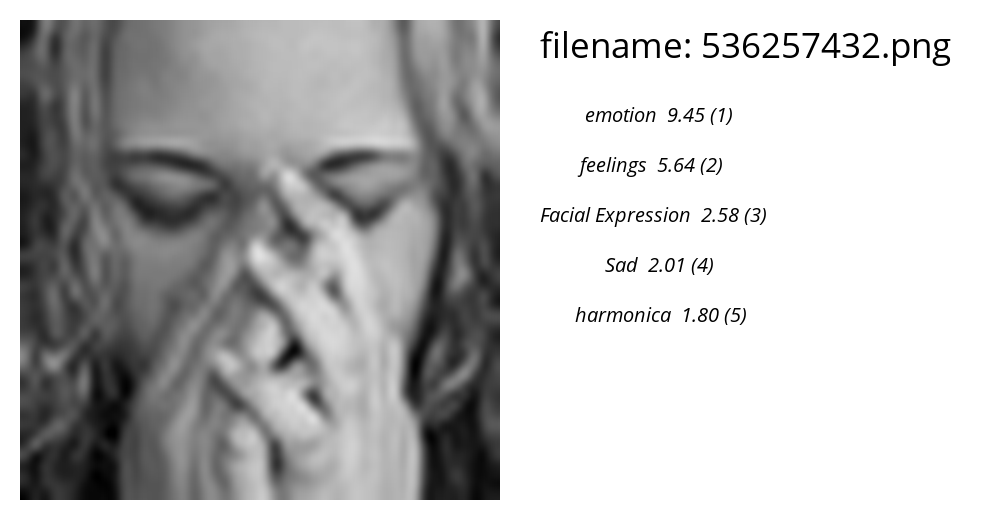 filename: 536257432.png
emotion 9.45 (1)
feelings 5.64 (2)
Facial Expression 2.58 (3)
Sad 2.01 (4)
harmonica 1.80 (5)